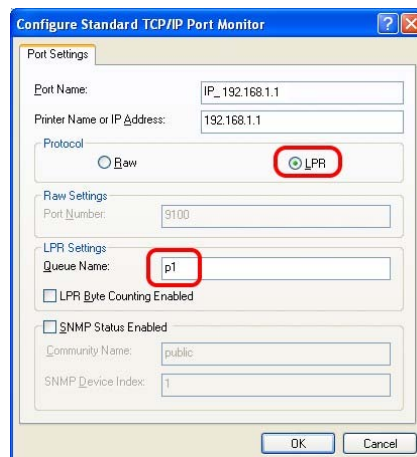 Configure Standard TCP/IP Port Monitor
Port Settings
Port Name: IP_ 192.168.1.1
Printer Name or IP Address: 192.168.1.1
Protocol
Raw LPR
Raw Settings
Port Number: 9100
LPR Settings
Queue Name: p1
LPR Byte Counting Enabled
SNMP Status Enabled
Community Name: public
SNMP Device Index: 1
OK Cancel